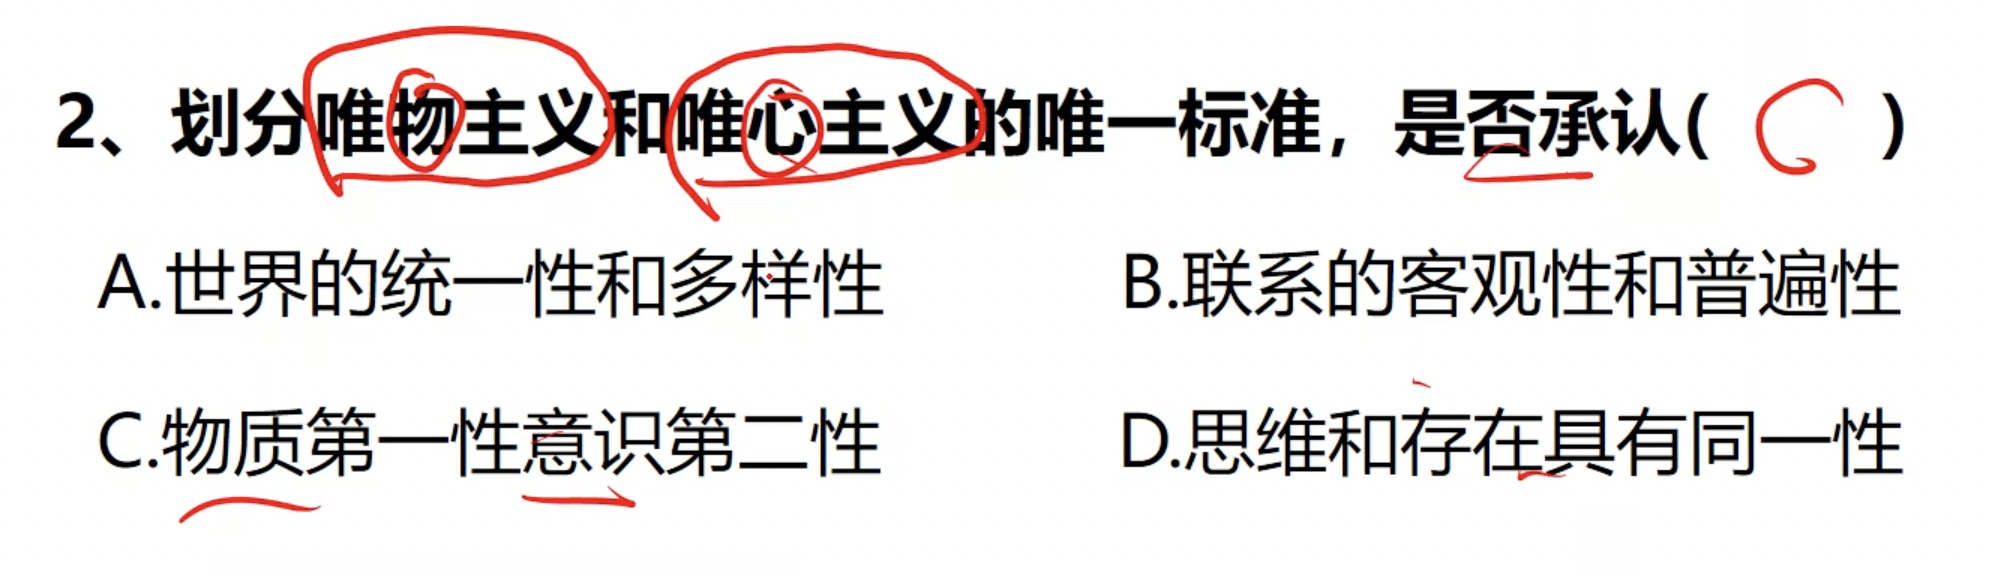 2、划分唯物主义和唯心主义的唯一标准，是否承认( C )
A.世界的统一性和多样性 B.联系的客观性和普遍性
C.物质第一性意识第二性 D.思维和存在具有同一性